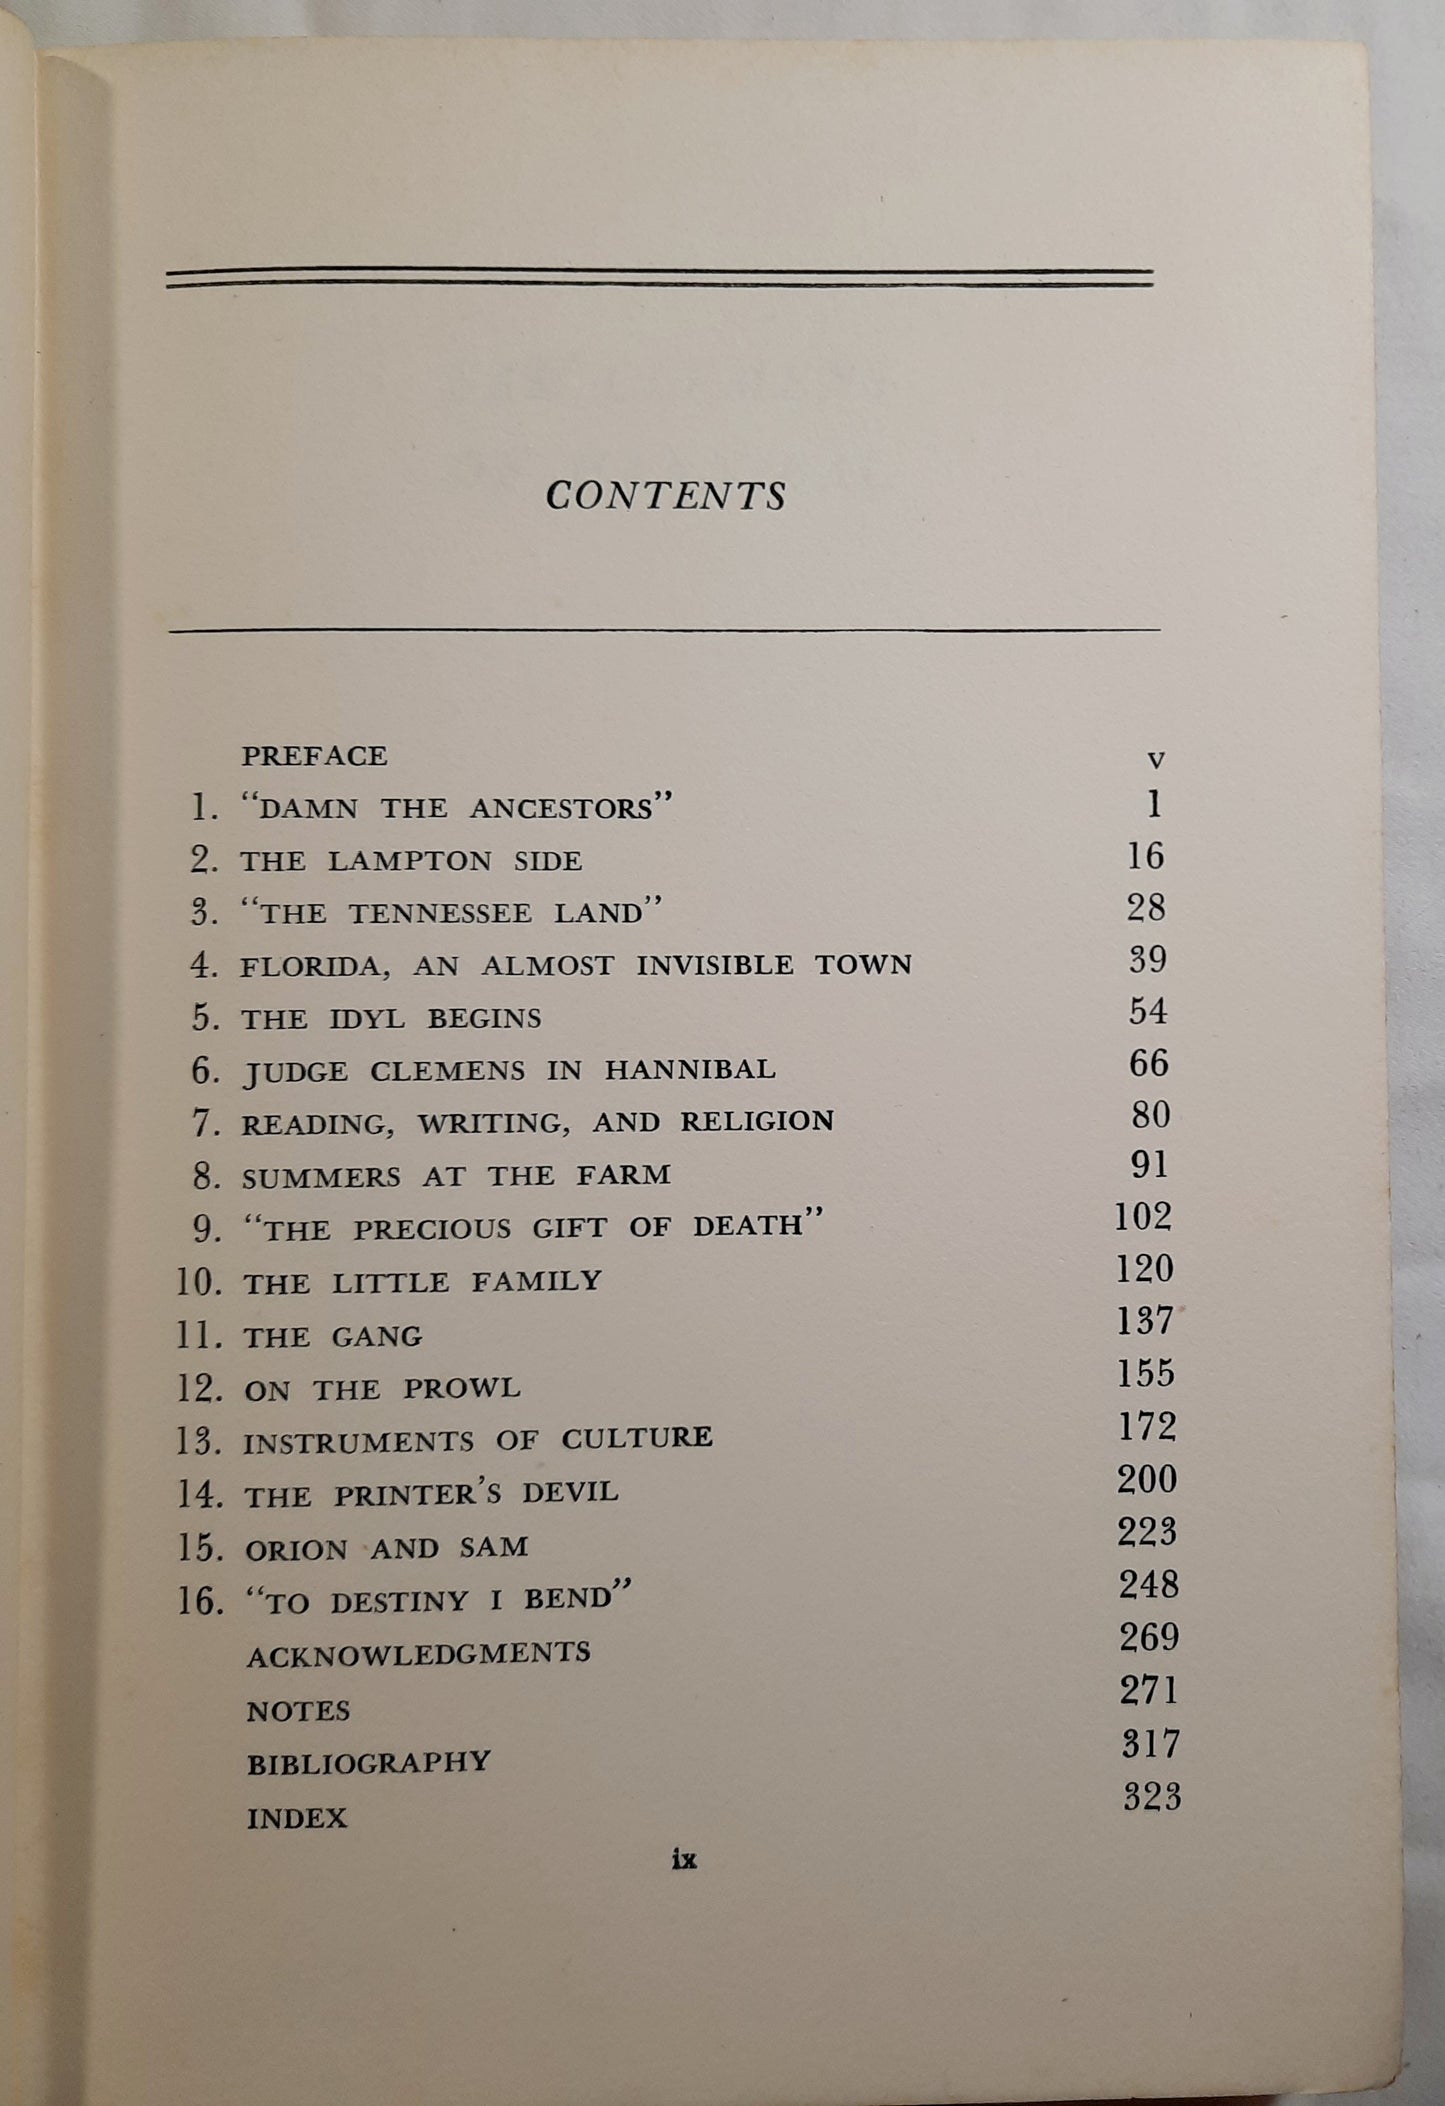 CONTENTS
PREFACE v
1. “DAMN THE ANCESTORS” 1
2. THE LAMPTON SIDE 16
3. “THE TENNESSEE LAND” 28
4. FLORIDA, AN ALMOST INVISIBLE TOWN 39
5. THE IDYL BEGINS 54
6. JUDGE CLEMENS IN HANNIBAL 66
7. READING, WRITING, AND RELIGION 80
8. SUMMERS AT THE FARM 91
9. “THE PRECIOUS GIFT OF DEATH” 102
10. THE LITTLE FAMILY 120
11. THE GANG 137
12. ON THE PROWL 155
13. INSTRUMENTS OF CULTURE 172
14. THE PRINTER’S DEVIL 200
15. ORION AND SAM 223
16. “TO DESTINY I BEND” 248
ACKNOWLEDGMENTS 269
NOTES 271
BIBLIOGRAPHY 317
INDEX 323
ix